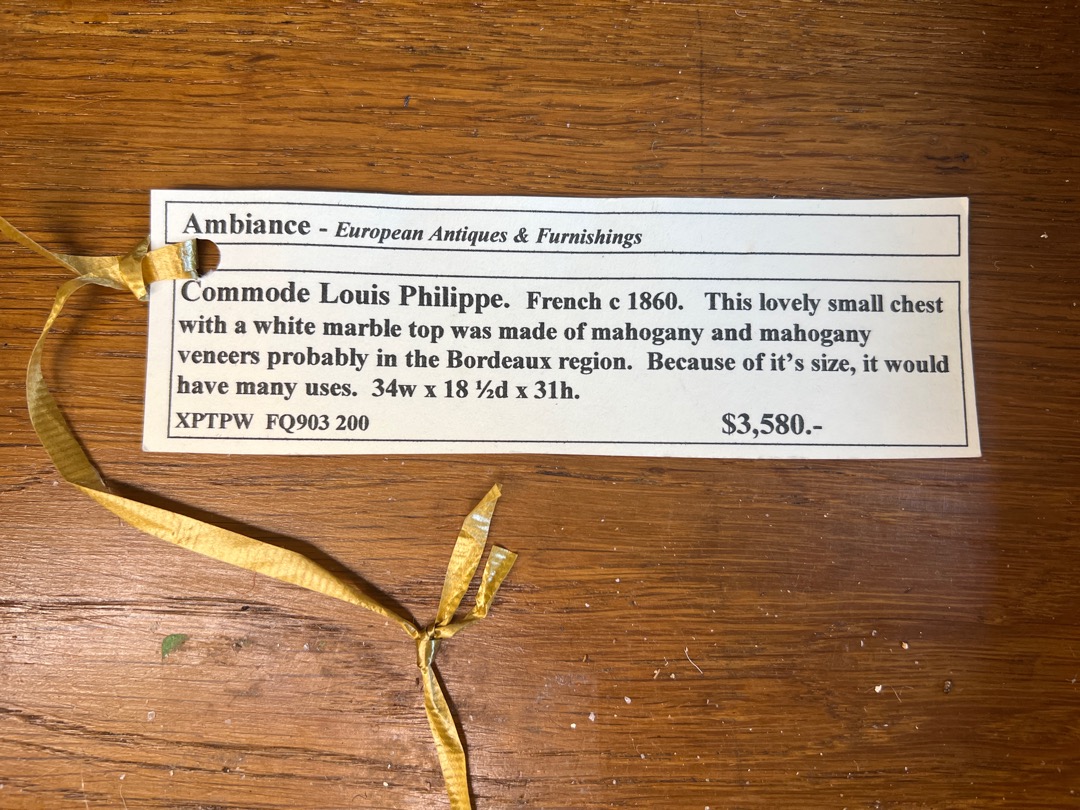 Ambiance - European Antiques & Furnishings
Commode Louis Philippe. French c 1860. This lovely small chest
with a white marble top was made of mahogany and mahogany
veneers probably in the Bordeaux region. Because of it’s size, it would
have many uses. 34w x 18 ½d x 31h.
XPTPW FQ903 200 $3,580.-